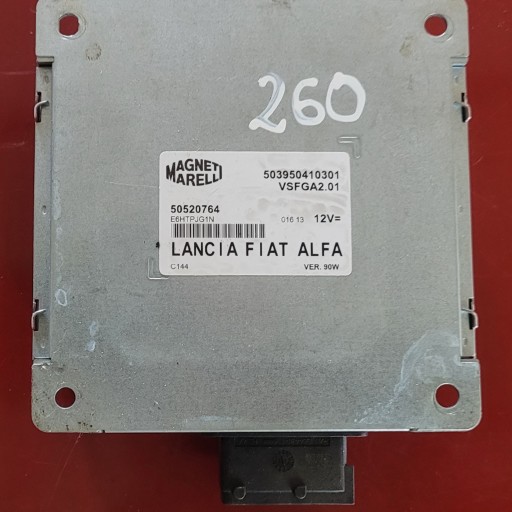 260
MAGNETI
MARELLI
503950410301
VSFGA2.01
50520764
E6HTPJG1N
016 13
12V=
LANCIA FIAT ALFA
C144
VER. 90W